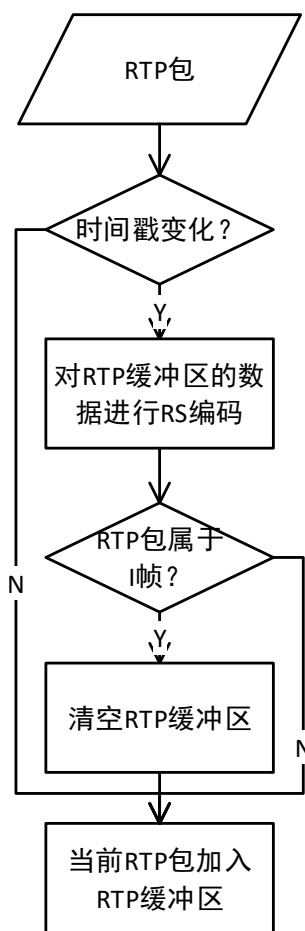 RTP包
时间戳变化？
Y
对RTP缓冲区的数
据进行RS编码
RTP包属于
I帧？
N
Y
清空RTP缓冲区
N
当前RTP包加入
RTP缓冲区